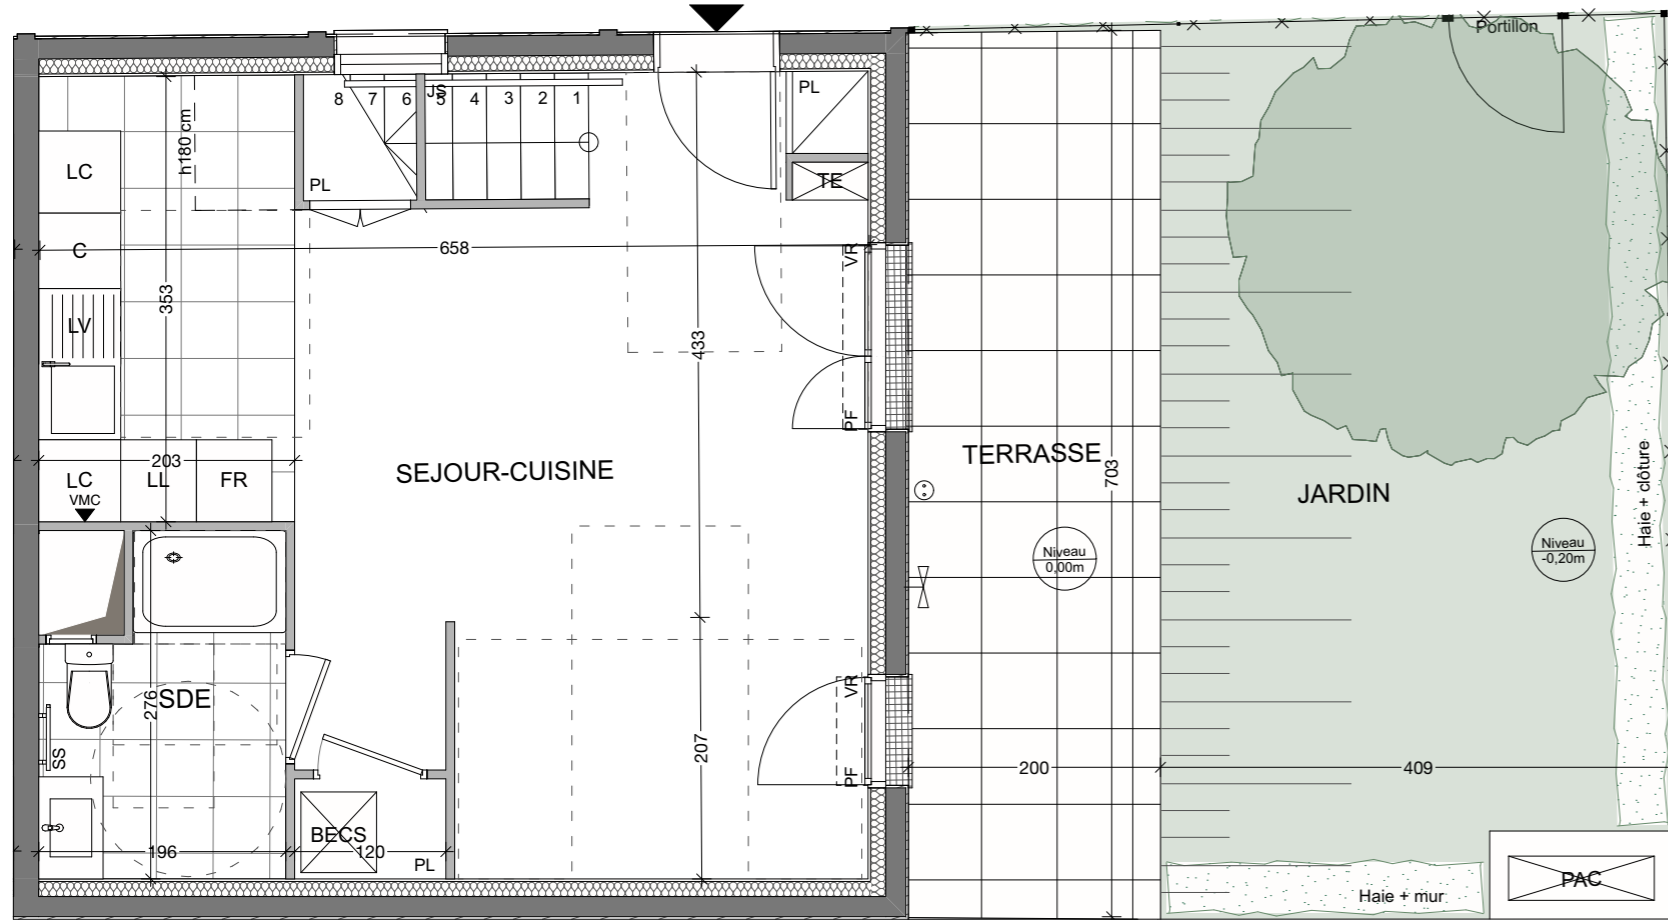 Portillon
8 7 6 5 4 3 2 1
JS
PL
PL
TE
h180 cm
LC
C
LV
658
353
433
VR
PF
203
LC
VMC
LL
FR
SEJOUR-CUISINE
TERRASSE
703
JARDIN
Haie + clôture
Niveau
0,00m
Niveau
-0,20m
276
SDE
SS
207
VR
PF
200
409
BECS
196
120
PL
PAC
Haie + mur